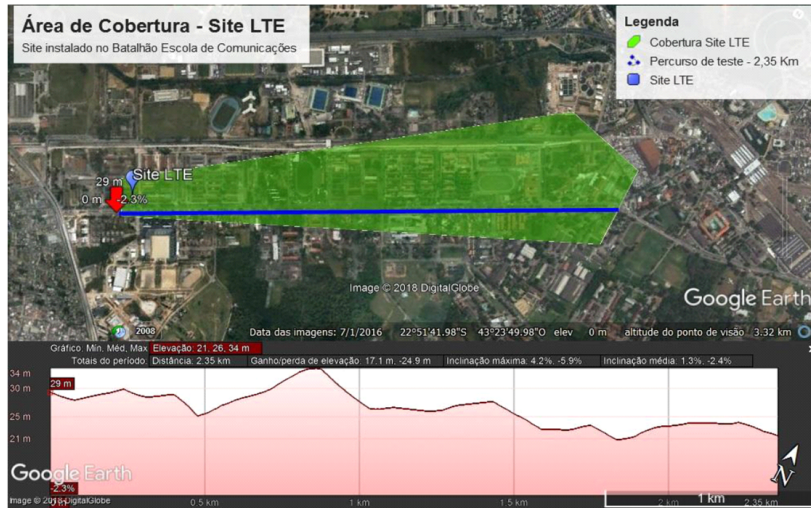 Área de Cobertura - Site LTE
Site instalado no Batalhão Escola de Comunicações
Legenda
Cobertura Site LTE
Percurso de teste - 2,35 Km
Site LTE
Site LTE
29 m
0 m -2.3%
Image © 2018 DigitalGlobe
Google Earth
2008
Data das imagens: 7/1/2016 22°51'41.98"S 43°23'49.98"O elev 0 m altitude do ponto de visão 3.32 km
Gráfico: Mín, Méd, Max Elevação: 21, 26, 34 m
Totais do período: Distância: 2.35 km Ganho/perda de elevação: 17.1 m, -24.9 m Inclinação máxima: 4.2%, -5.9% Inclinação média: 1.3%, -2.4%
34 m
29 m
30 m
25 m
21 m
Google Earth
-2.3%
Image © 2018 DigitalGlobe
0 m 0.5 km 1 km 1.5 km 2 km 2.35 km
1 km
N